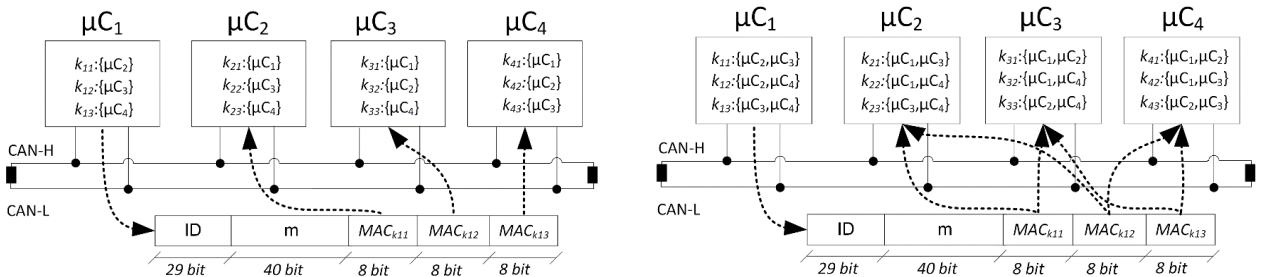 μC1 μC2 μC3 μC4
k11:{μC2} k21:{μC1} k31:{μC1} k41:{μC1}
k12:{μC3} k22:{μC3} k32:{μC2} k42:{μC2}
k13:{μC4} k23:{μC4} k33:{μC4} k43:{μC3}
CAN-H
CAN-L
ID m MACk11 MACk12 MACk13
29 bit 40 bit 8 bit 8 bit 8 bit
μC1 μC2 μC3 μC4
k11:{μC2,μC3} k21:{μC1,μC3} k31:{μC1,μC2} k41:{μC1,μC2}
k12:{μC2,μC4} k22:{μC1,μC4} k32:{μC1,μC4} k42:{μC1,μC3}
k13:{μC3,μC4} k23:{μC3,μC4} k33:{μC2,μC4} k43:{μC2,μC3}
CAN-H
CAN-L
ID m MACk11 MACk12 MACk13
29 bit 40 bit 8 bit 8 bit 8 bit